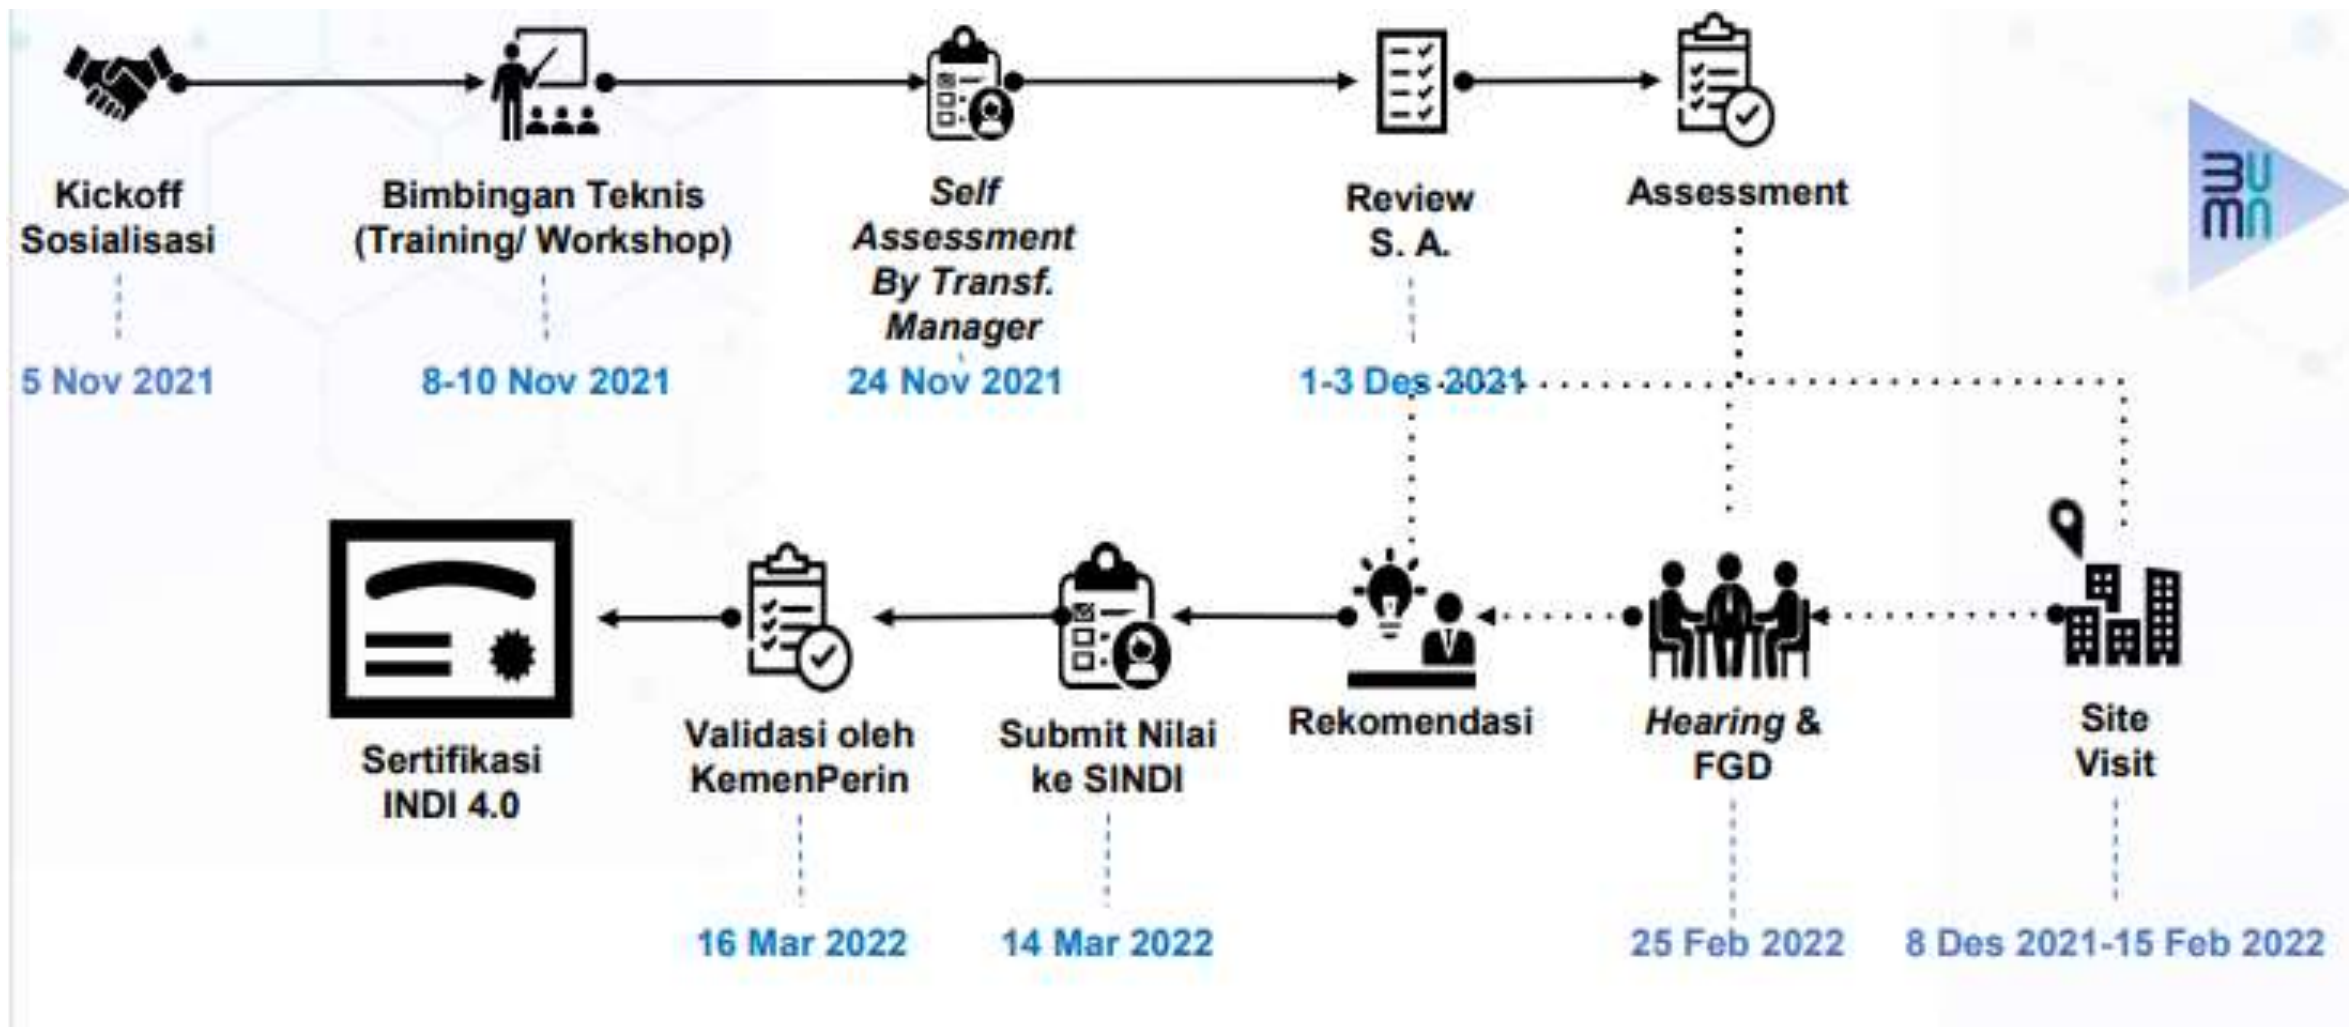 Kickoff
Sosialisasi
5 Nov 2021
Bimbingan Teknis
(Training/ Workshop)
8-10 Nov 2021
Self
Assessment
By Transf.
Manager
24 Nov 2021
Review
S. A.
1-3 Des 2021
Assessment
Site
Visit
8 Des 2021-15 Feb 2022
Hearing &
FGD
25 Feb 2022
Rekomendasi
Submit Nilai
ke SINDI
14 Mar 2022
Validasi oleh
KemenPerin
16 Mar 2022
Sertifikasi
INDI 4.0